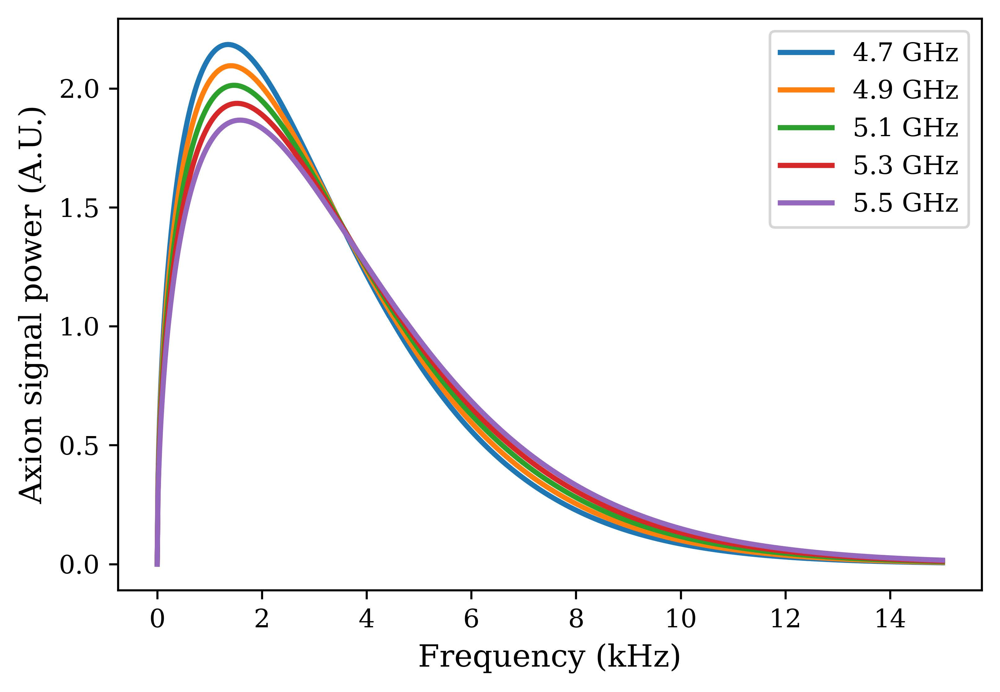 Axion signal power (A.U.)
2.0
1.5
1.0
0.5
0.0
4.7 GHz
4.9 GHz
5.1 GHz
5.3 GHz
5.5 GHz
0 2 4 6 8 10 12 14
Frequency (kHz)